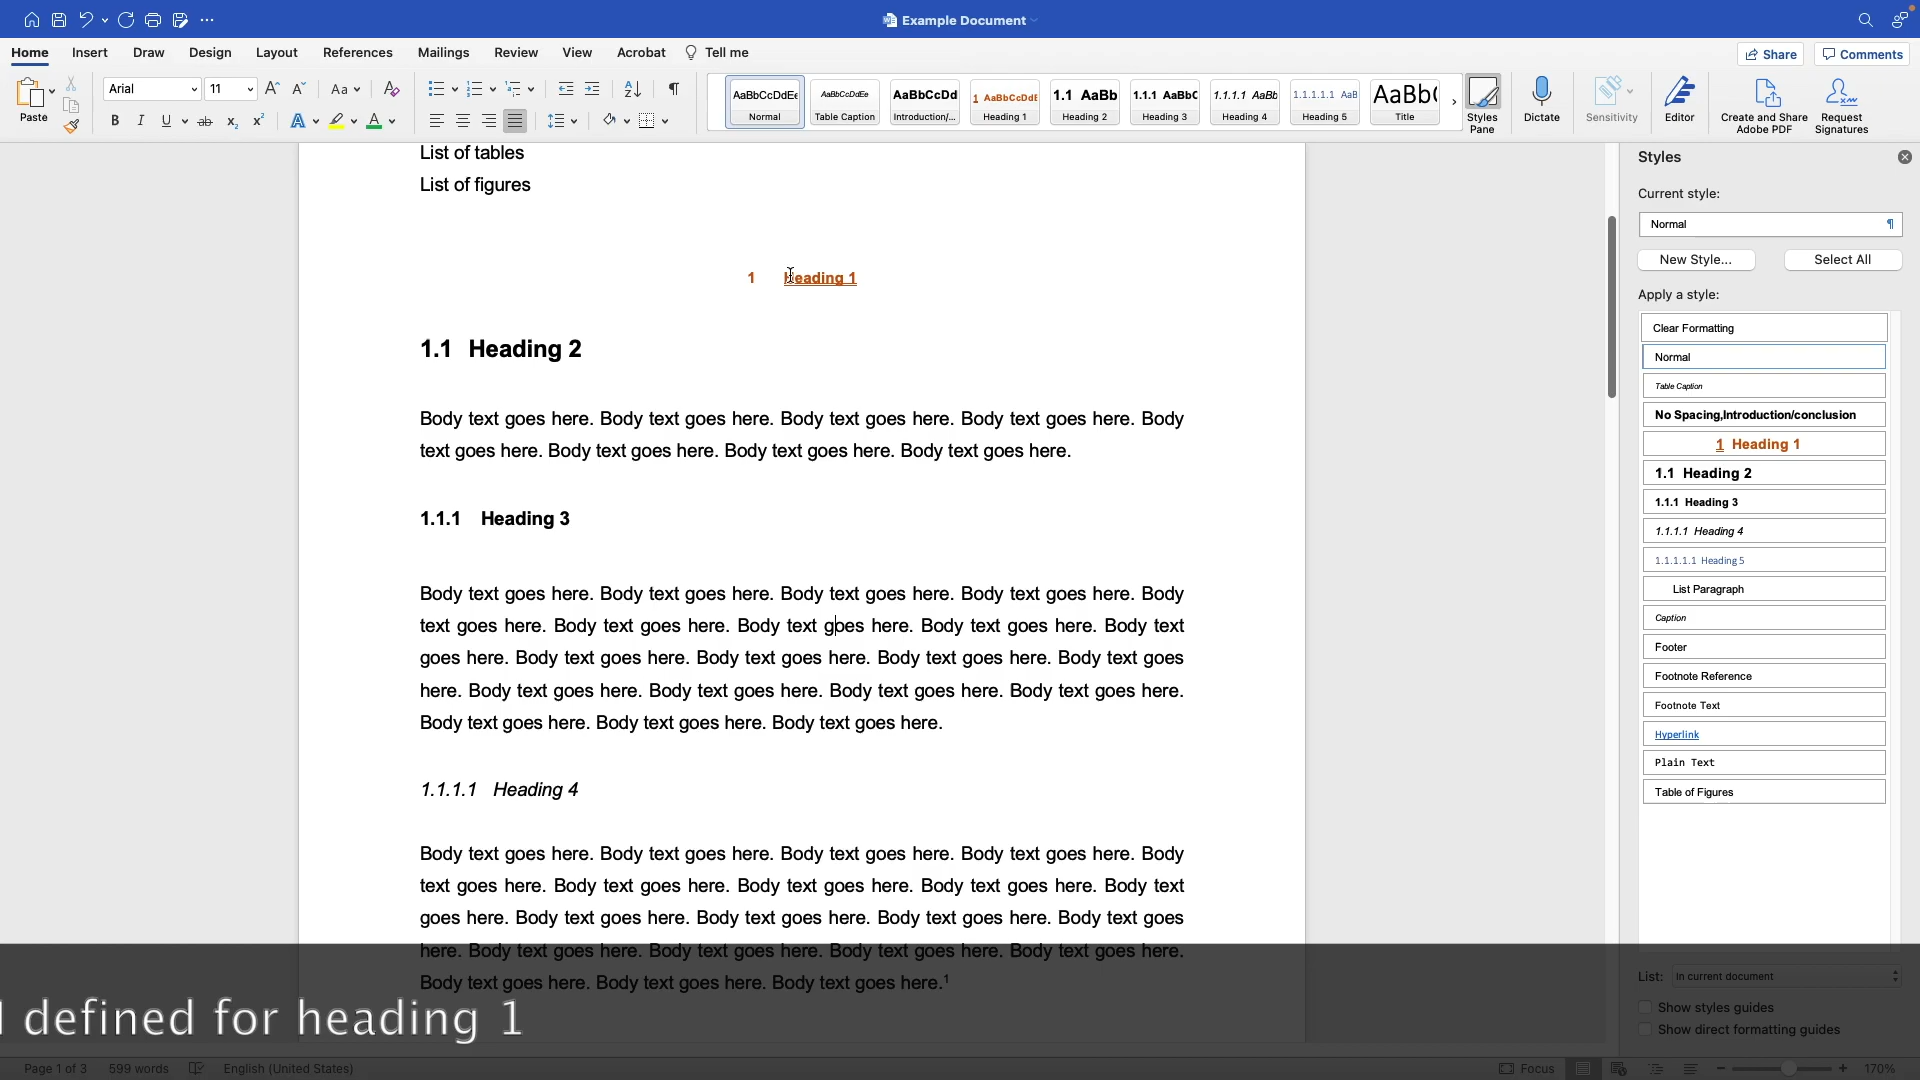 Example Document
Home Insert Draw Design Layout References Mailings Review View Acrobat Tell me
Share Comments
Paste
Arial 11 Aa
B I U ab x₂ x² A A
AaBbCcDdEe Normal
AaBbCcDdEe Table Caption
AaBbCcDd Introduction/...
1 AaBbCcDdE Heading 1
1.1 AaBb Heading 2
1.1.1 AaBbC Heading 3
1.1.1.1 AaBb Heading 4
1.1.1.1.1 AaB Heading 5
AaBb( Title
Styles Pane
Dictate
Sensitivity
Editor
Create and Share Adobe PDF
Request Signatures
List of tables
List of figures
1 Heading 1
1.1 Heading 2
Body text goes here. Body text goes here. Body text goes here. Body text goes here. Body
text goes here. Body text goes here. Body text goes here. Body text goes here.
1.1.1 Heading 3
Body text goes here. Body text goes here. Body text goes here. Body text goes here. Body
text goes here. Body text goes here. Body text goes here. Body text goes here. Body text
goes here. Body text goes here. Body text goes here. Body text goes here. Body text goes
here. Body text goes here. Body text goes here. Body text goes here. Body text goes here.
Body text goes here. Body text goes here. Body text goes here.
1.1.1.1 Heading 4
Body text goes here. Body text goes here. Body text goes here. Body text goes here. Body
text goes here. Body text goes here. Body text goes here. Body text goes here. Body text
goes here. Body text goes here. Body text goes here. Body text goes here. Body text goes
here. Body text goes here. Body text goes here. Body text goes here. Body text goes here.
Body text goes here. Body text goes here. Body text goes here.¹
Styles
Current style:
Normal
New Style... Select All
Apply a style:
Clear Formatting
Normal
Table Caption
No Spacing,Introduction/conclusion
1 Heading 1
1.1 Heading 2
1.1.1 Heading 3
1.1.1.1 Heading 4
1.1.1.1.1 Heading 5
List Paragraph
Caption
Footer
Footnote Reference
Footnote Text
Hyperlink
Plain Text
Table of Figures
List: In current document
Show styles guides
Show direct formatting guides
defined for heading 1
Page 1 of 3 599 words English (United States) Focus 170%